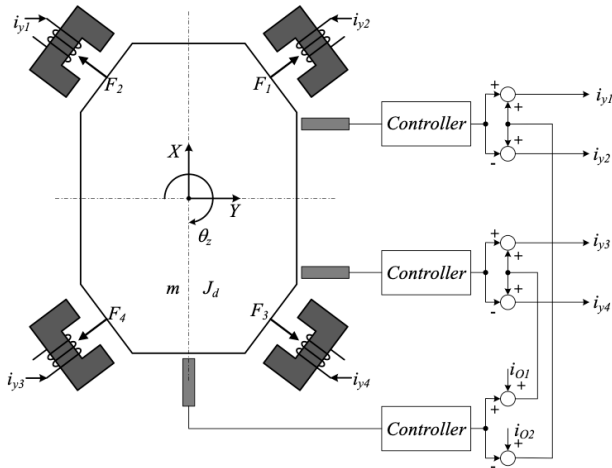 i_y1
i_y2
F_2
F_1
+
i_y1
Controller
+
+
X
-
i_y2
Y
θ_z
+
i_y3
m J_d
Controller
+
+
F_4
F_3
-
i_y4
i_y3
i_y4
i_O1
+
+
Controller
i_O2
+
-